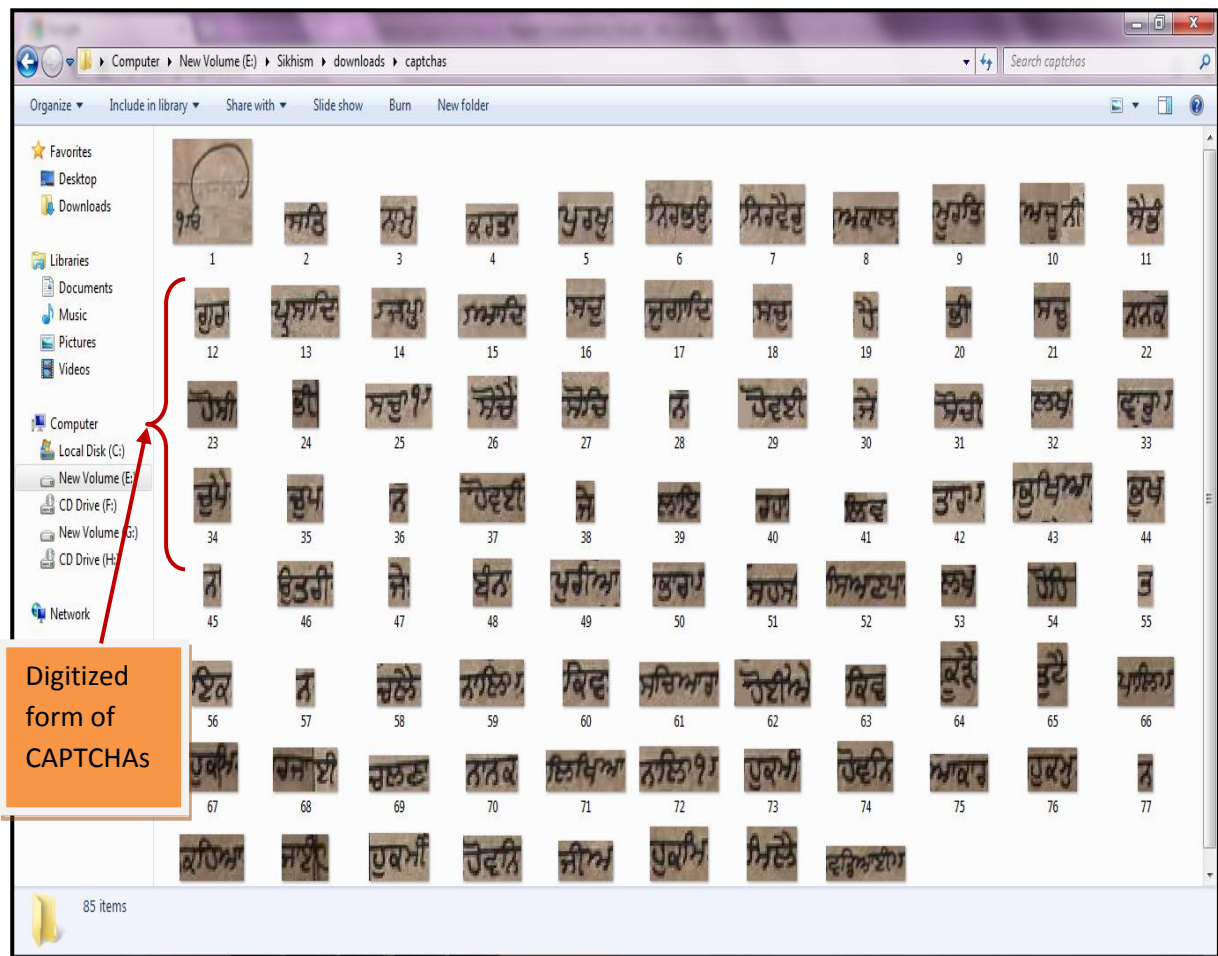 Computer ▸ New Volume (E:) ▸ Sikhism ▸ downloads ▸ captchas Search captchas
Organize Include in library Share with Slide show Burn New folder
Favorites
Desktop
Downloads
Libraries
Documents
Music
Pictures
Videos
Computer
Local Disk (C:)
New Volume (E:)
CD Drive (F:)
New Volume (G:)
CD Drive (H:)
Network
Digitized
form of
CAPTCHAs
ੴ ਸਤਿ ਨਾਮੁ ਕਰਤਾ ਪੁਰਖੁ ਨਿਰਭਉ ਨਿਰਵੈਰੁ ਅਕਾਲ ਮੂਰਤਿ ਅਜੂਨੀ ਸੈਭੰ
1 2 3 4 5 6 7 8 9 10 11
ਗੁਰ ਪ੍ਰਸਾਦਿ ਜਪੁ ਆਦਿ ਸਚੁ ਜੁਗਾਦਿ ਸਚੁ ਹੈ ਭੀ ਸਚੁ
12 13 14 15 16 17 18 19 20 21 22
ਹੋਸੀ ਭੀ ਸਚੁ ੧ ਸੋਚੈ ਸੋਚਿ ਨ ਹੋਵਈ ਜੇ ਸੋਚੀ ਲਖ ਵਾਰ
23 24 25 26 27 28 29 30 31 32 33
ਚੁਪੈ ਚੁਪ ਨ ਹੋਵਈ ਜੇ ਲਾਇ ਰਹਾ ਲਿਵ ਤਾਰ ਭੁਖਿਆ ਭੁਖ
34 35 36 37 38 39 40 41 42 43 44
ਨਾ ਉਤਰੀ ਜੇ ਬੰਨਾ ਪੁਰੀਆ ਭਾਰ ਸਹਸ ਸਿਆਣਪਾ ਲਖ ਹੋਹਿ ਤ
45 46 47 48 49 50 51 52 53 54 55
ਇਕ ਨ ਚਲੈ ਨਾਲਿ ਕਿਵ ਸਚਿਆਰਾ ਹੋਈਐ ਕਿਵ ਕੂੜੈ ਤੁਟੈ ਪਾਲਿ
56 57 58 59 60 61 62 63 64 65 66
ਹੁਕਮਿ ਰਜਾਈ ਚਲਣਾ ਨਾਨਕ ਲਿਖਿਆ ਨਾਲਿ ੧ ਹੁਕਮੀ ਹੋਵਨਿ ਆਕਾਰ ਹੁਕਮੁ ਨ
67 68 69 70 71 72 73 74 75 76 77
ਕਹਿਆ ਜਾਈ ਹੁਕਮੀ ਹੋਵਨਿ ਜੀਅ ਹੁਕਮਿ ਮਿਲੈ ਵਡਿਆਈ
85 items